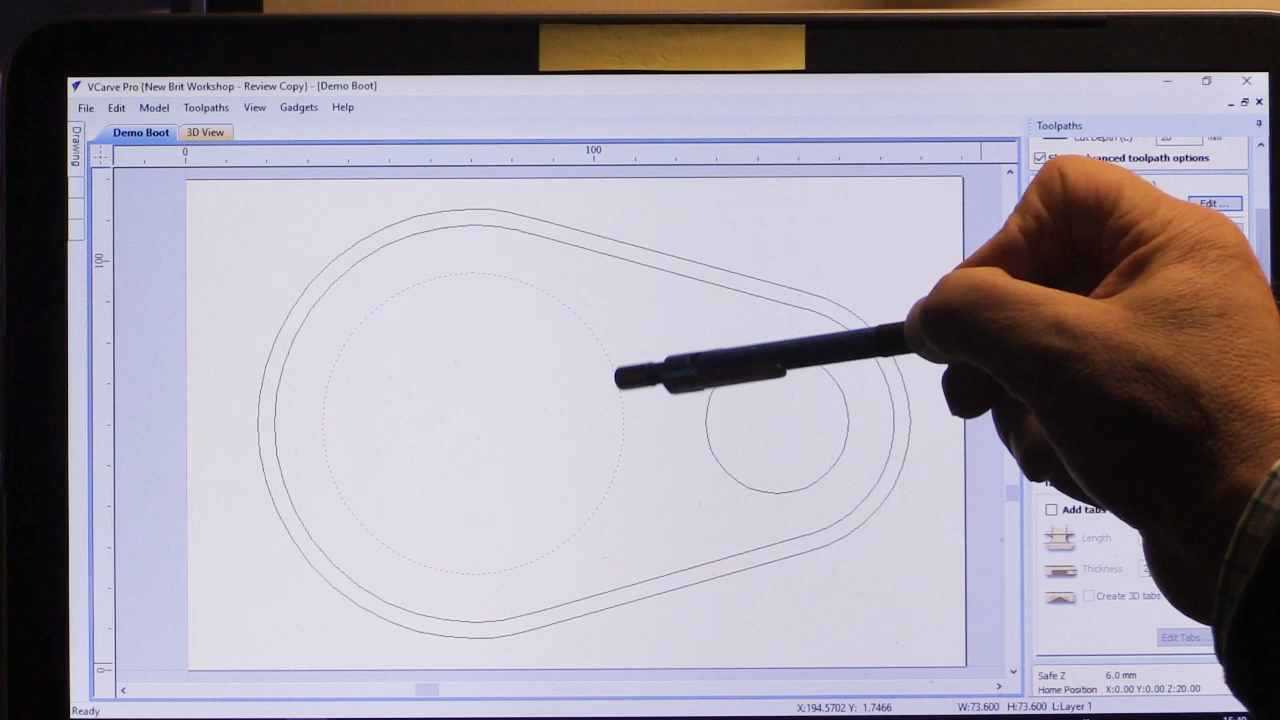 VCarve Pro {New Brit Workshop - Review Copy} - {Demo Boot}
File Edit Model Toolpaths View Gadgets Help
Drawing
Demo Boot 3D View
Toolpaths
0 100
advanced toolpath options
Edit ...
100
Add tabs
Length
Thickness
Create 3D tabs
Edit Tabs ...
0
Safe Z 6.0 mm
Home Position X:0.00 Y:0.00 Z:20.00
Ready X:194.5702 Y: 1.7466 W:73.600 H:73.600 L:Layer 1